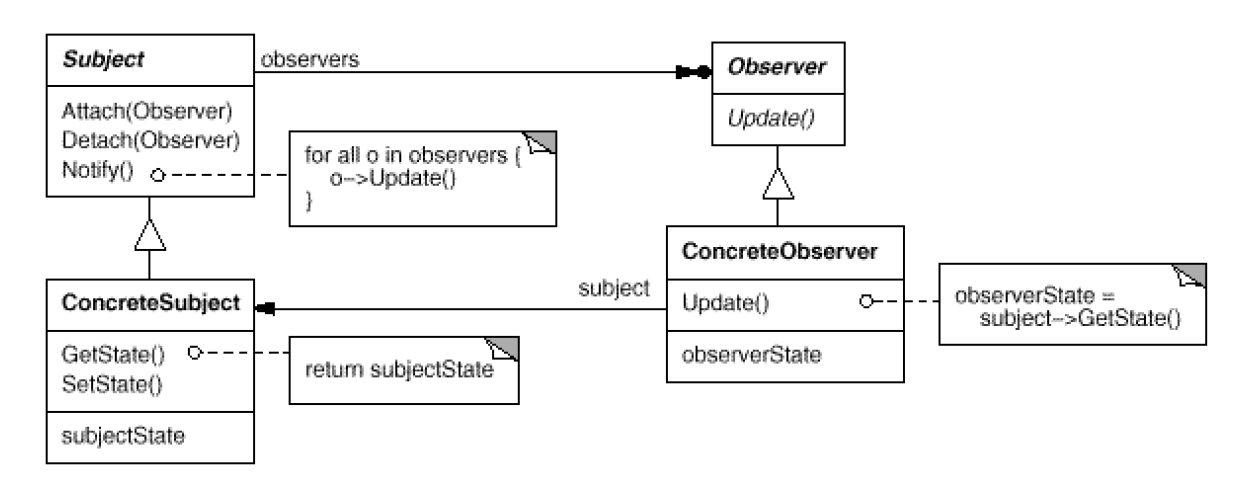 Subject
Attach(Observer)
Detach(Observer)
Notify()
observers
Observer
Update()
for all o in observers {
o->Update()
}
ConcreteSubject
GetState()
SetState()
subjectState
return subjectState
subject
ConcreteObserver
Update()
observerState
observerState =
subject->GetState()